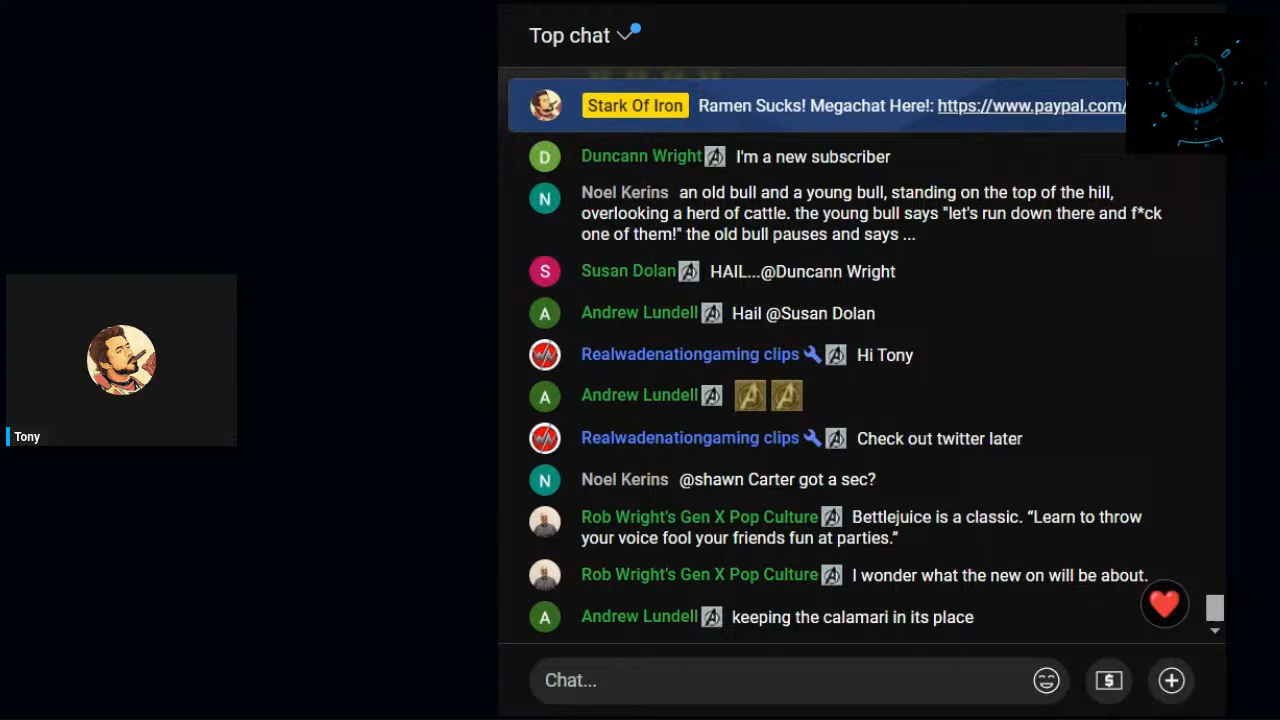 Top chat
Stark Of Iron Ramen Sucks! Megachat Here!: https://www.paypal.com/
D Duncann Wright I'm a new subscriber
N Noel Kerins an old bull and a young bull, standing on the top of the hill,
overlooking a herd of cattle. the young bull says "let's run down there and f*ck
one of them!" the old bull pauses and says ...
S Susan Dolan HAIL...@Duncann Wright
A Andrew Lundell Hail @Susan Dolan
Realwadenationgaming clips Hi Tony
A Andrew Lundell
Realwadenationgaming clips Check out twitter later
N Noel Kerins @shawn Carter got a sec?
Rob Wright's Gen X Pop Culture Bettlejuice is a classic. “Learn to throw
your voice fool your friends fun at parties.”
Rob Wright's Gen X Pop Culture I wonder what the new on will be about.
A Andrew Lundell keeping the calamari in its place
Chat...
Tony